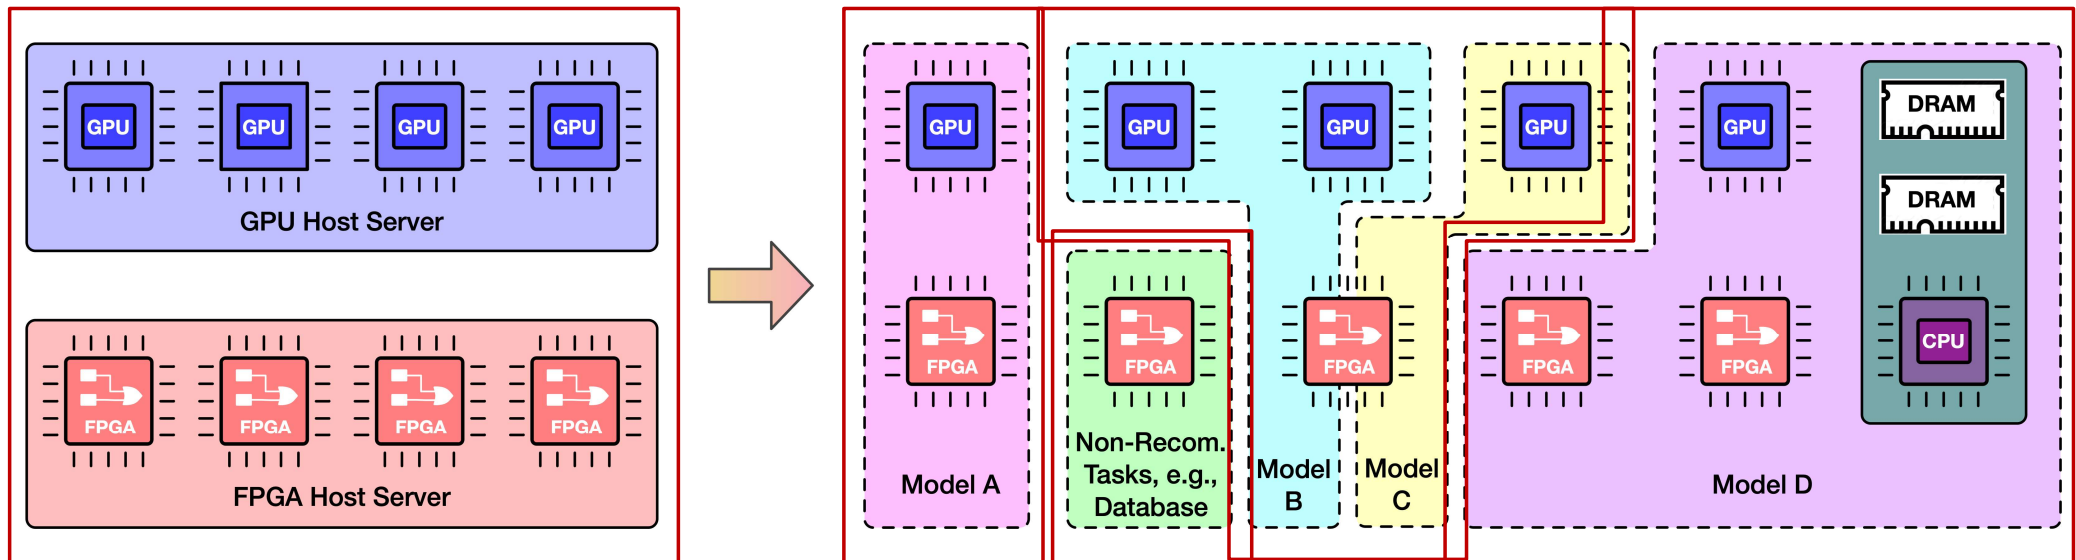 GPU
GPU
GPU
GPU
GPU Host Server
FPGA
FPGA
FPGA
FPGA
FPGA Host Server
GPU
GPU
GPU
GPU
GPU
DRAM
DRAM
FPGA
FPGA
FPGA
FPGA
FPGA
CPU
Model A
Non-Recom.
Tasks, e.g.,
Database
Model
B
Model
C
Model D